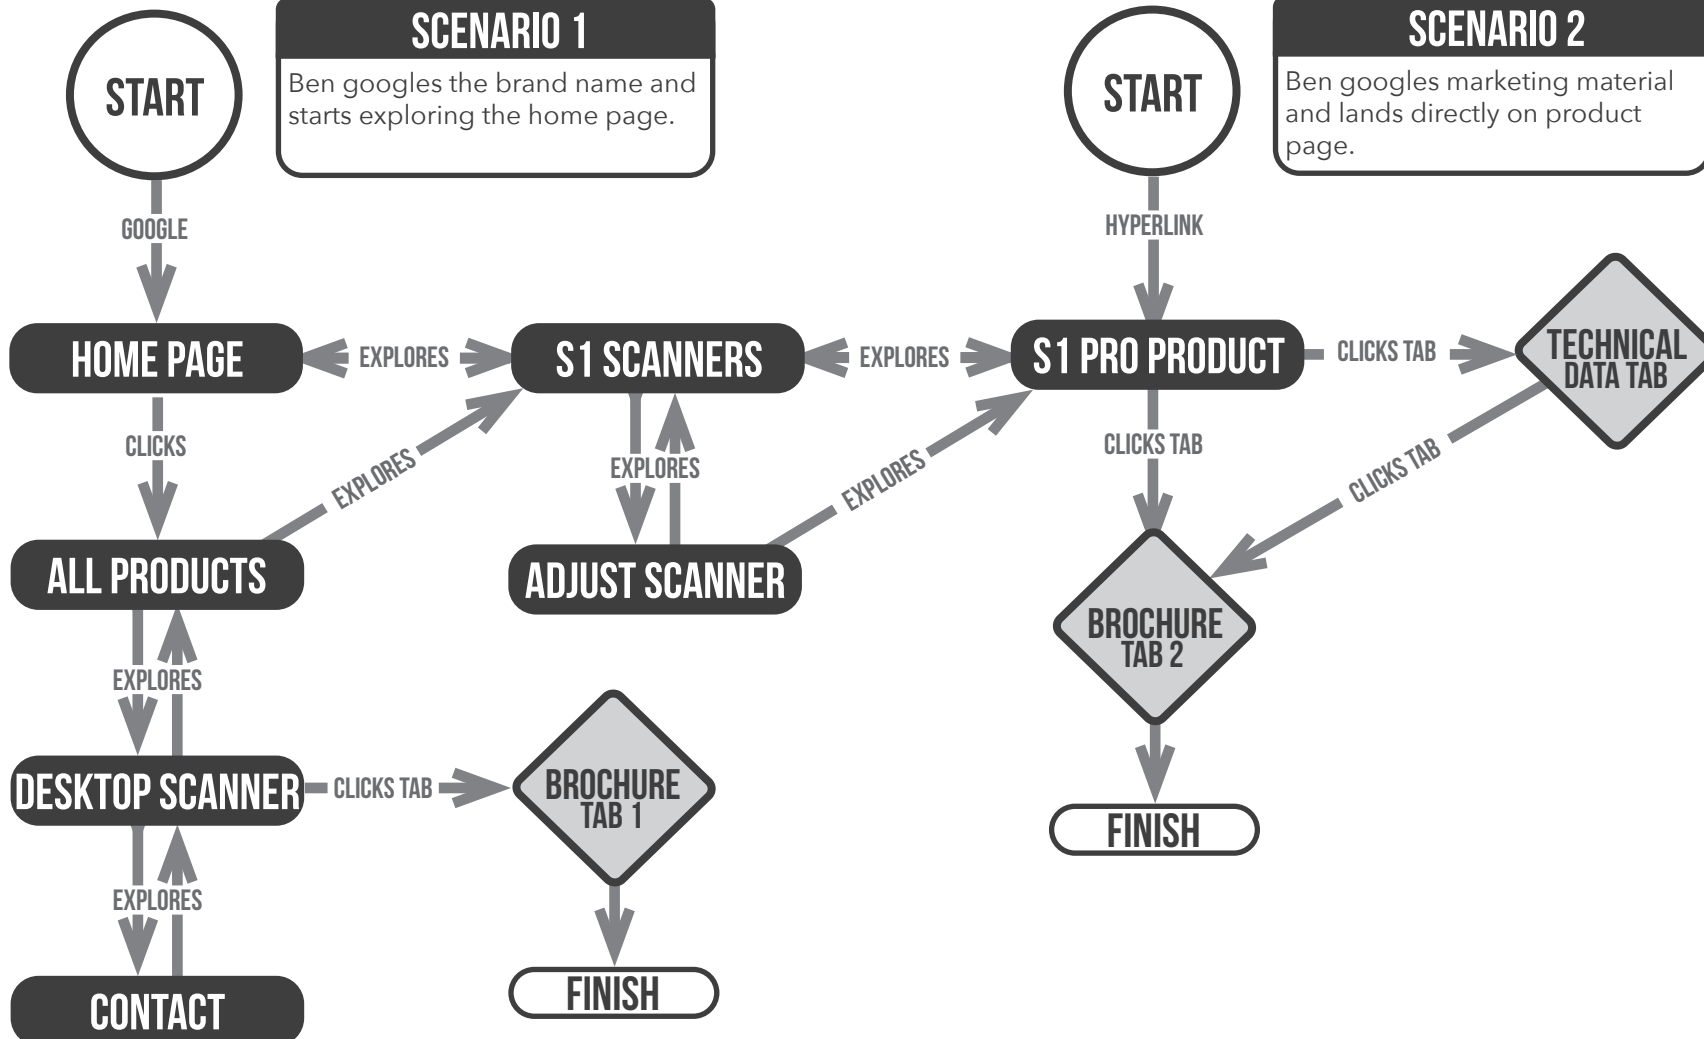 SCENARIO 1
Ben googles the brand name and
starts exploring the home page.
START
GOOGLE
SCENARIO 2
Ben googles marketing material
and lands directly on product
page.
START
HYPERLINK
HOME PAGE
EXPLORES
S1 SCANNERS
EXPLORES
S1 PRO PRODUCT
CLICKS TAB
TECHNICAL
DATA TAB
CLICKS
EXPLORES
EXPLORES
EXPLORES
CLICKS TAB
CLICKS TAB
ALL PRODUCTS
ADJUST SCANNER
BROCHURE
TAB 2
EXPLORES
DESKTOP SCANNER
CLICKS TAB
BROCHURE
TAB 1
FINISH
EXPLORES
CONTACT
FINISH